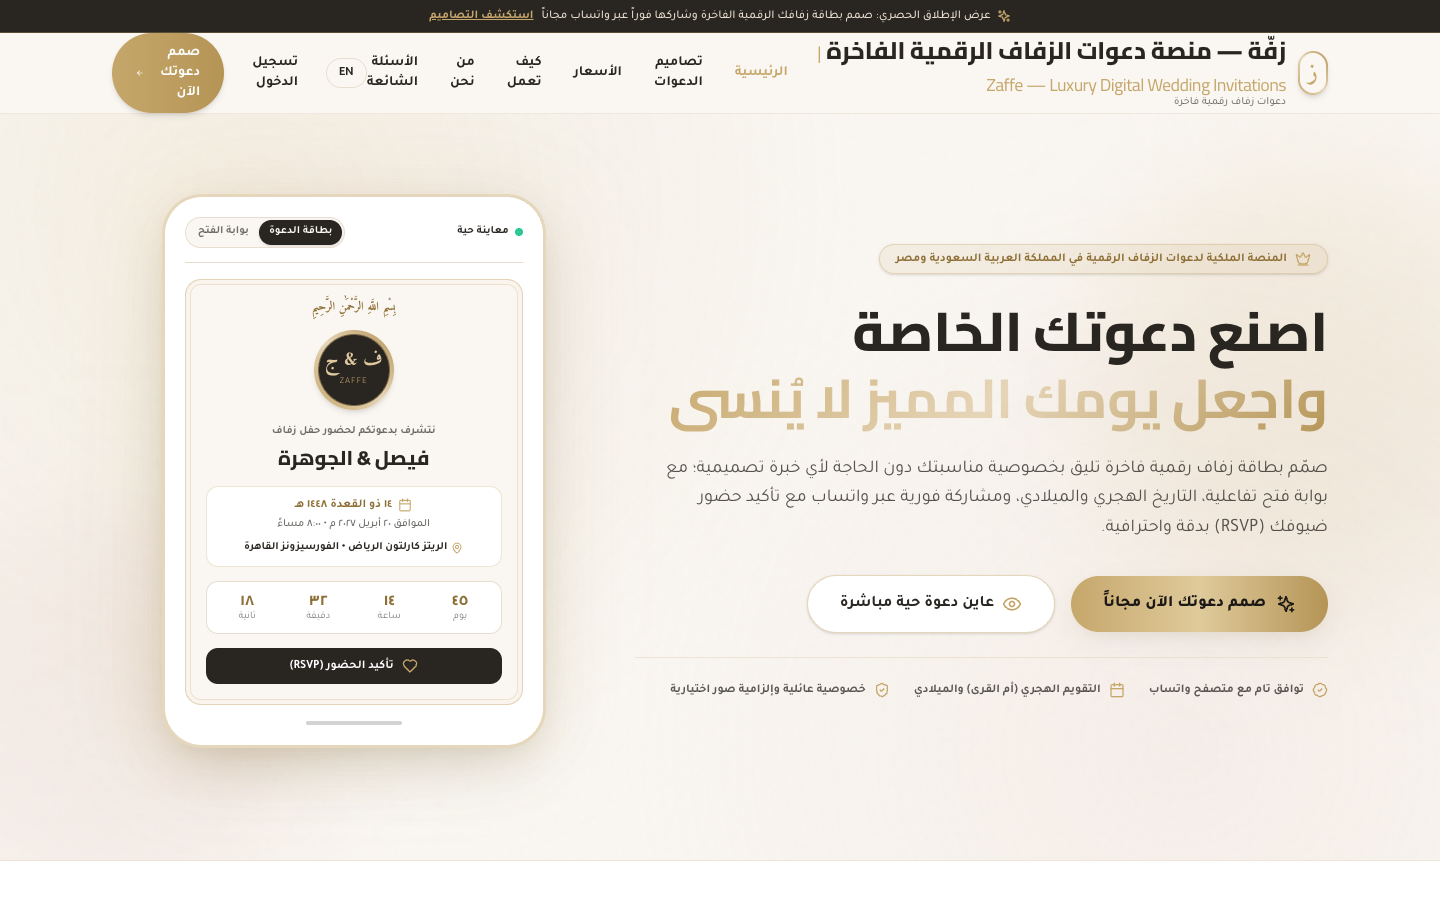 عرض الإطلاق الحصري: صمم بطاقة زفافك الرقمية الفاخرة وشاركها فوراً عبر واتساب مجاناً استكشف التصاميم
ز
زفّة — منصة دعوات الزفاف الرقمية الفاخرة |
Zaffe — Luxury Digital Wedding Invitations
دعوات زفاف رقمية فاخرة
الرئيسية
تصاميم الدعوات
الأسعار
كيف تعمل
من نحن
الأسئلة الشائعة
EN
تسجيل الدخول
صمم دعوتك الآن
المنصة الملكية لدعوات الزفاف الرقمية في المملكة العربية السعودية ومصر
اصنع دعوتك الخاصة
واجعل يومك المميز لا يُنسى
صمّم بطاقة زفاف رقمية فاخرة تليق بخصوصية مناسبتك دون الحاجة لأي خبرة تصميمية؛ مع
بوابة فتح تفاعلية، التاريخ الهجري والميلادي، ومشاركة فورية عبر واتساب مع تأكيد حضور
ضيوفك (RSVP) بدقة واحترافية.
صمم دعوتك الآن مجاناً
عاين دعوة حية مباشرة
توافق تام مع متصفح واتساب
التقويم الهجري (أم القرى) والميلادي
خصوصية عائلية وإلزامية صور اختيارية
معاينة حية
بطاقة الدعوة
بوابة الفتح
بِسْمِ اللَّهِ الرَّحْمَٰنِ الرَّحِيمِ
ف & ج
ZAFFE
نتشرف بدعوتكم لحضور حفل زفاف
فيصل & الجوهرة
١٤ ذو القعدة ١٤٤٨ هـ
الموافق ٢٠ أبريل ٢٠٢٧ م • ٨:٠٠ مساءً
الريتز كارلتون الرياض • الفورسيزونز القاهرة
٤٥ يوم
١٤ ساعة
٣٢ دقيقة
١٨ ثانية
تأكيد الحضور (RSVP)